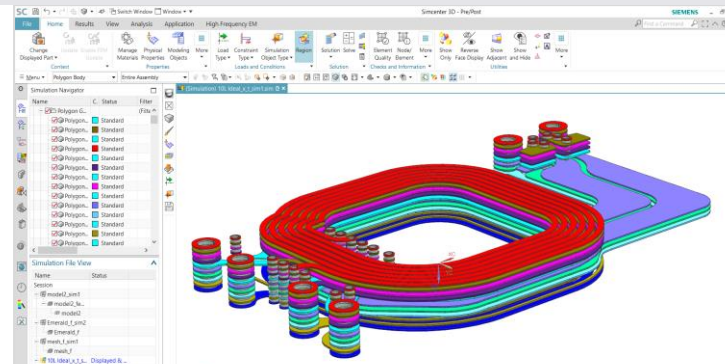 SC Switch Window Window Simcenter 3D - Pre/Post SIEMENS
File Home Results View Analysis Application High Frequency EM Find a Command
Change Displayed Part Manage Materials Physical Properties Modeling Objects More Load Type Constraint Type Simulation Object Type Region Solution Solve Element Quality Node/ Element More Show Only Reverse Face Display Show Adjacent Show and Hide More
Context Properties Loads and Conditions Solution Checks and Information Utilities
Menu Polygon Body Entire Assembly
Simulation Navigator
Name C. Status Filter
Polygon G...
Polygon... Standard
Polygon... Standard
Polygon... Standard
Polygon... Standard
Polygon... Standard
Polygon... Standard
Polygon... Standard
Polygon... Standard
Polygon... Standard
Polygon... Standard
Polygon... Standard
Polygon... Standard
Polygon... Standard
Simulation File View
Name Status
Session
model2_sim1
model2_fe...
model2
Emerald_f_sim2
Emerald_f
mesh_f_sim1
mesh_f
Displayed & ...